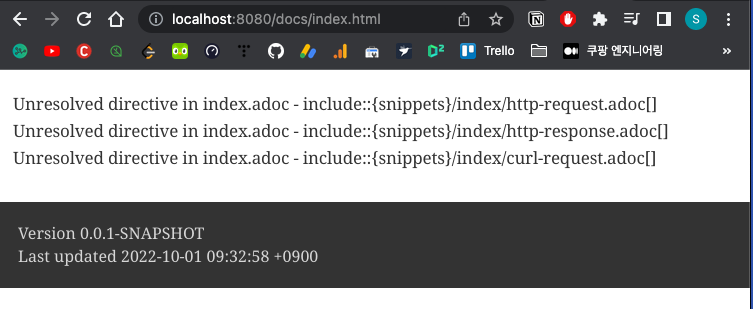 localhost:8080/docs/index.html
S
Trello
쿠팡 엔지니어링
»
Unresolved directive in index.adoc - include::{snippets}/index/http-request.adoc[]
Unresolved directive in index.adoc - include::{snippets}/index/http-response.adoc[]
Unresolved directive in index.adoc - include::{snippets}/index/curl-request.adoc[]
Version 0.0.1-SNAPSHOT
Last updated 2022-10-01 09:32:58 +0900